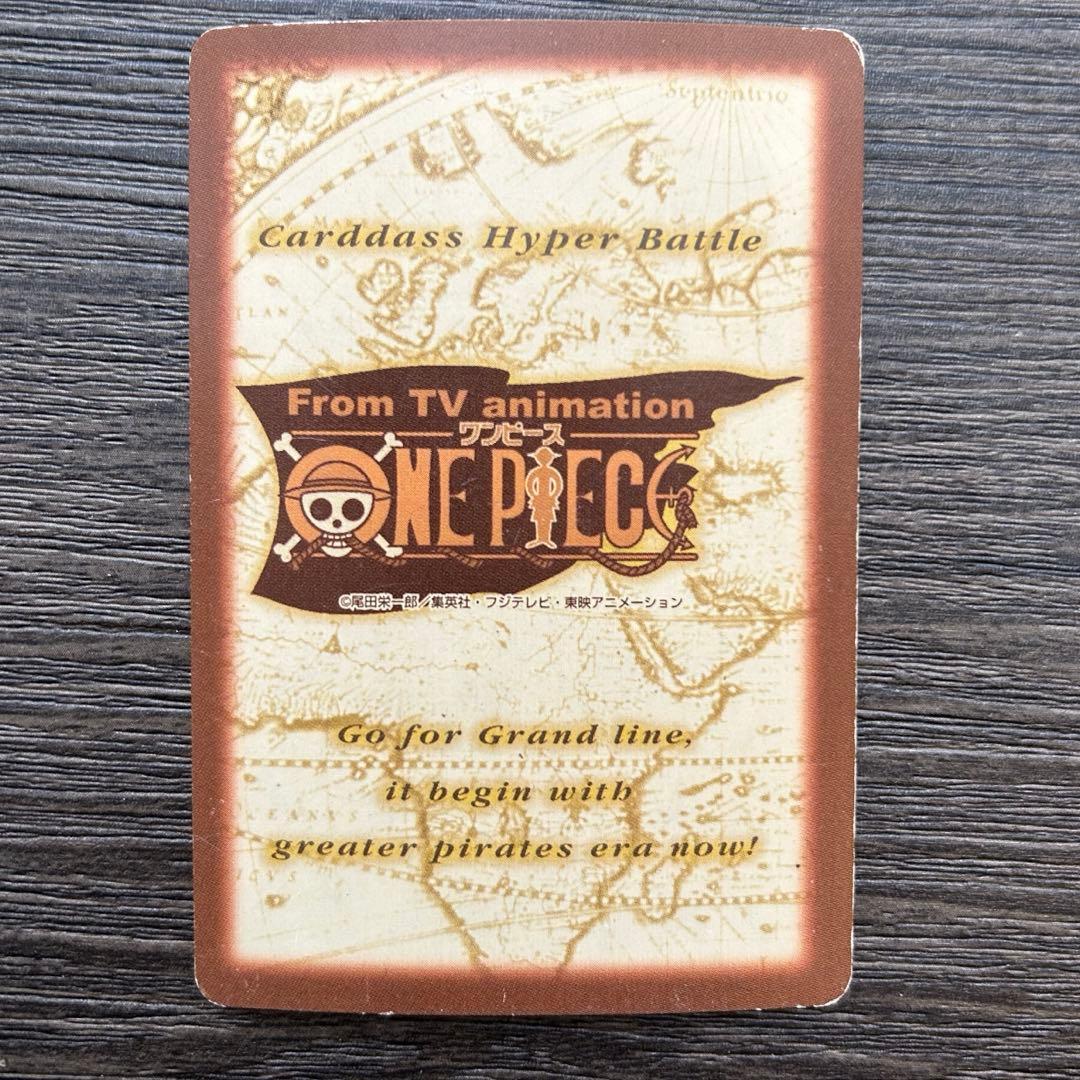 Septentrio
Carddass Hyper Battle
From TV animation
ワンピース
ONE PIECE
©尾田栄一郎／集英社・フジテレビ・東映アニメーション
Go for Grand line,
it begin with
greater pirates era now!